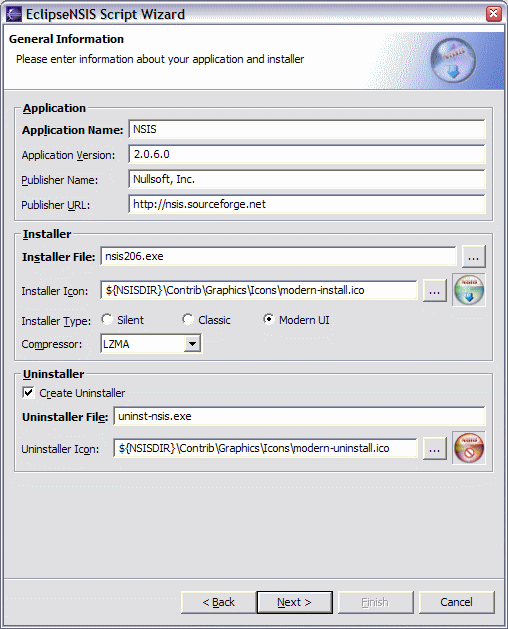 EclipseNSIS Script Wizard
General Information
Please enter information about your application and installer
Application
Application Name: NSIS
Application Version: 2.0.6.0
Publisher Name: Nullsoft, Inc.
Publisher URL: http://nsis.sourceforge.net
Installer
Installer File: nsis206.exe ...
Installer Icon: ${NSISDIR}\Contrib\Graphics\Icons\modern-install.ico ...
Installer Type: Silent Classic Modern UI
Compressor: LZMA
Uninstaller
Create Uninstaller
Uninstaller File: uninst-nsis.exe
Uninstaller Icon: ${NSISDIR}\Contrib\Graphics\Icons\modern-uninstall.ico ...
< Back Next > Finish Cancel